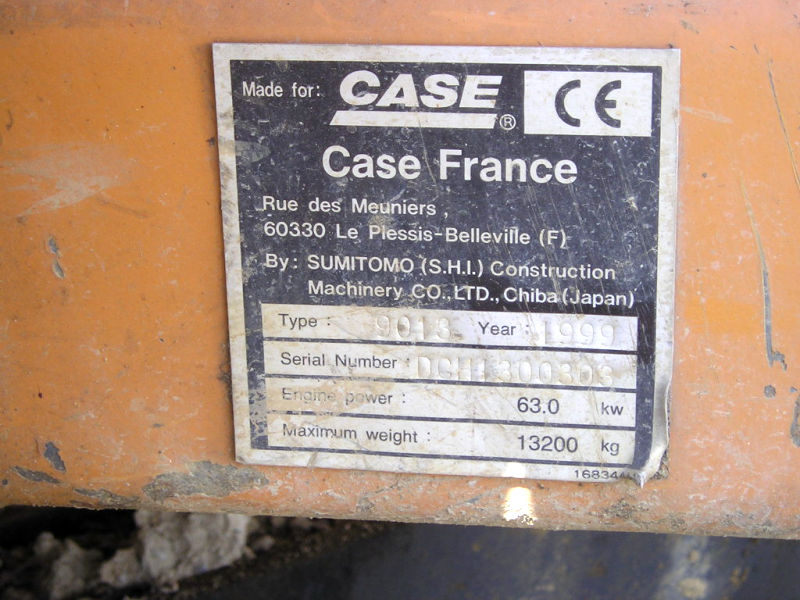 Made for: CASE ® CE
Case France
Rue des Meuniers ,
60330 Le Plessis-Belleville (F)
By: SUMITOMO (S.H.I.) Construction
Machinery CO.,LTD., Chiba (Japan)
Type : 9013 Year : 1999
Serial Number : DCH1300303
Engine power : 63.0 kw
Maximum weight : 13200 kg